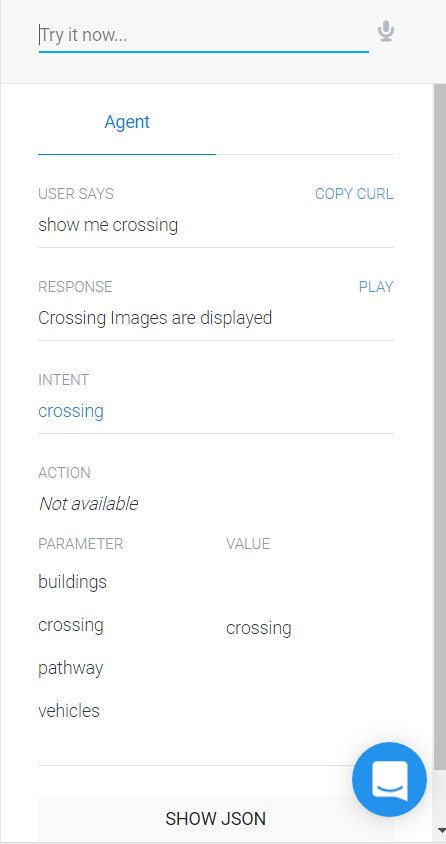 Try it now...
Agent
USER SAYS COPY CURL
show me crossing
RESPONSE PLAY
Crossing Images are displayed
INTENT
crossing
ACTION
Not available
PARAMETER VALUE
buildings
crossing crossing
pathway
vehicles
SHOW JSON